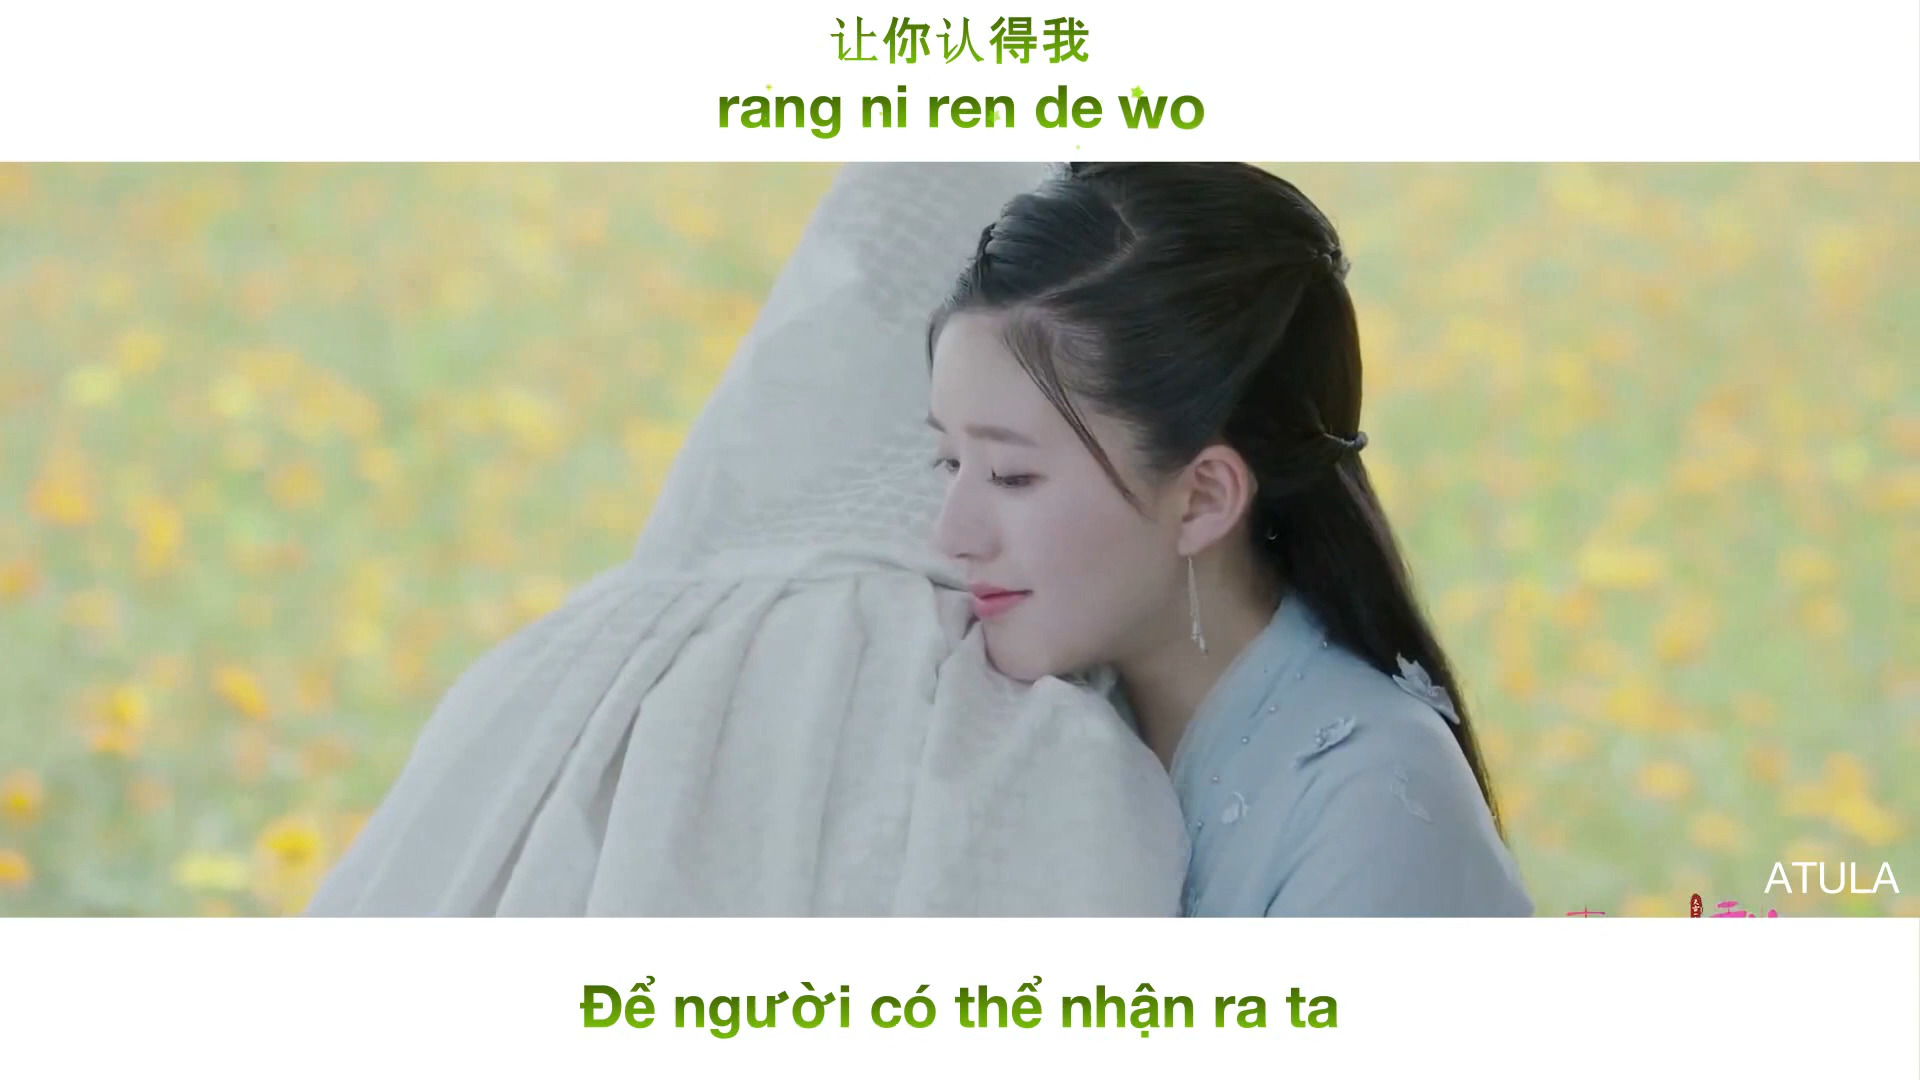 让你认得我
rang ni ren de wo
ATULA
Để người có thể nhận ra ta